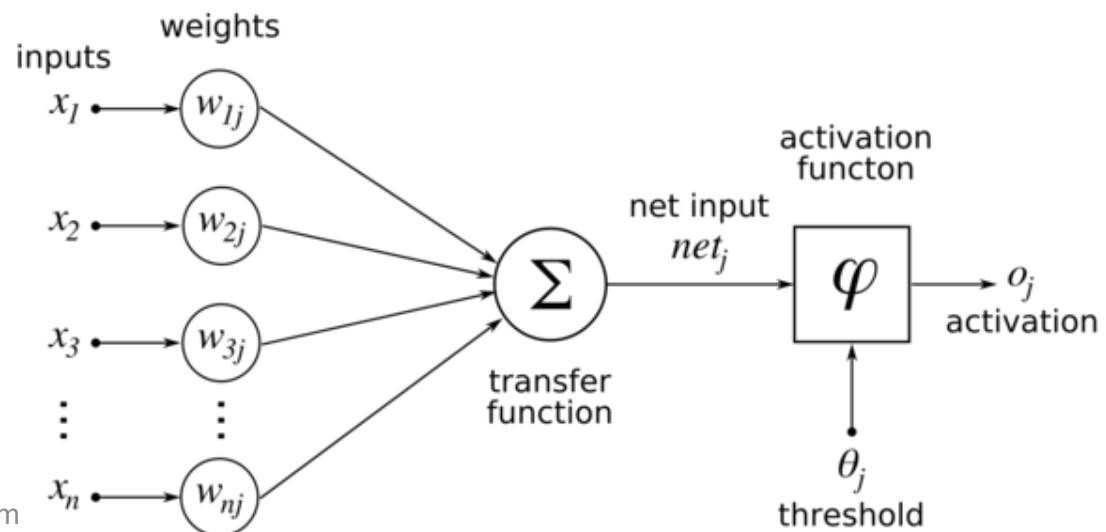 weights
inputs
x1
w1j
x2
w2j
x3
w3j
⋮
⋮
xn
wnj
Σ
transfer
function
net input
netj
activation
functon
φ
oj
activation
θj
threshold
m